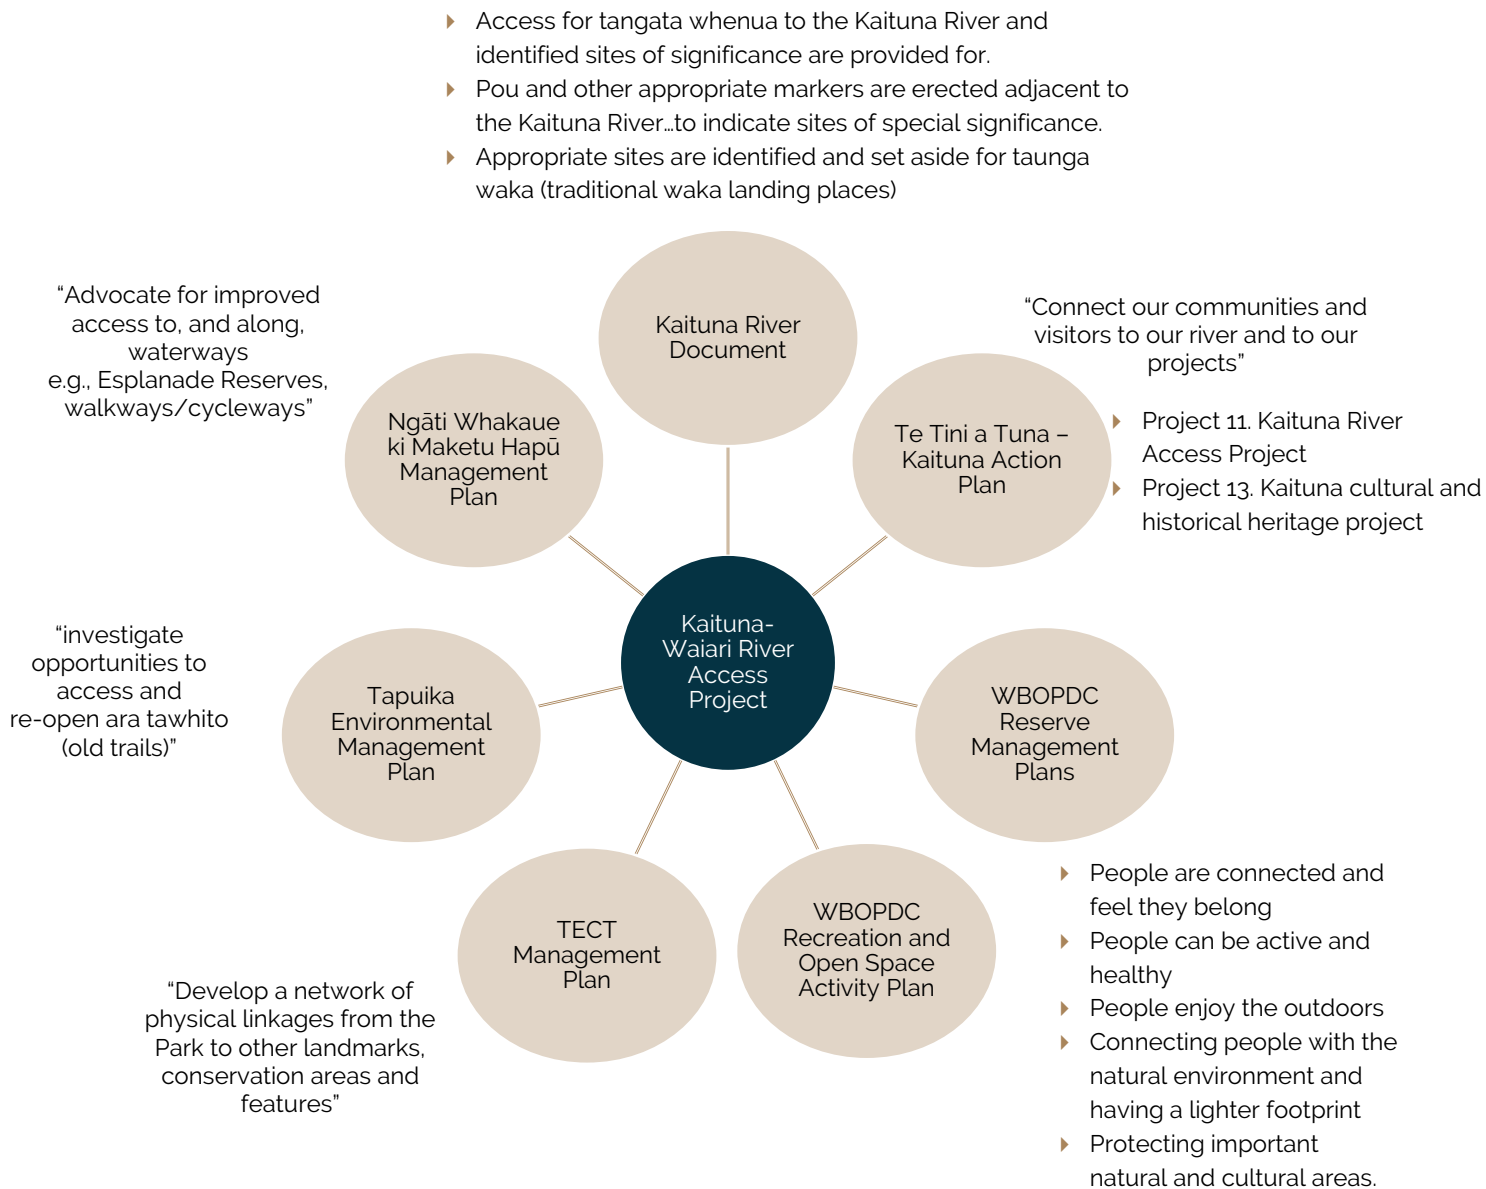 Access for tangata whenua to the Kaituna River and
identified sites of significance are provided for.
Pou and other appropriate markers are erected adjacent to
the Kaituna River…to indicate sites of special significance.
Appropriate sites are identified and set aside for taunga
waka (traditional waka landing places)
Kaituna River
Document
“Advocate for improved
access to, and along,
waterways
e.g., Esplanade Reserves,
walkways/cycleways”
Ngāti Whakaue
ki Maketu Hapū
Management
Plan
“Connect our communities and
visitors to our river and to our
projects”
Te Tini a Tuna –
Kaituna Action
Plan
Project 11. Kaituna River
Access Project
Project 13. Kaituna cultural and
historical heritage project
Kaituna-
Waiari River
Access
Project
“investigate
opportunities to
access and
re-open ara tawhito
(old trails)”
Tapuika
Environmental
Management
Plan
WBOPDC
Reserve
Management
Plans
“Develop a network of
physical linkages from the
Park to other landmarks,
conservation areas and
features”
TECT
Management
Plan
WBOPDC
Recreation and
Open Space
Activity Plan
People are connected and
feel they belong
People can be active and
healthy
People enjoy the outdoors
Connecting people with the
natural environment and
having a lighter footprint
Protecting important
natural and cultural areas.